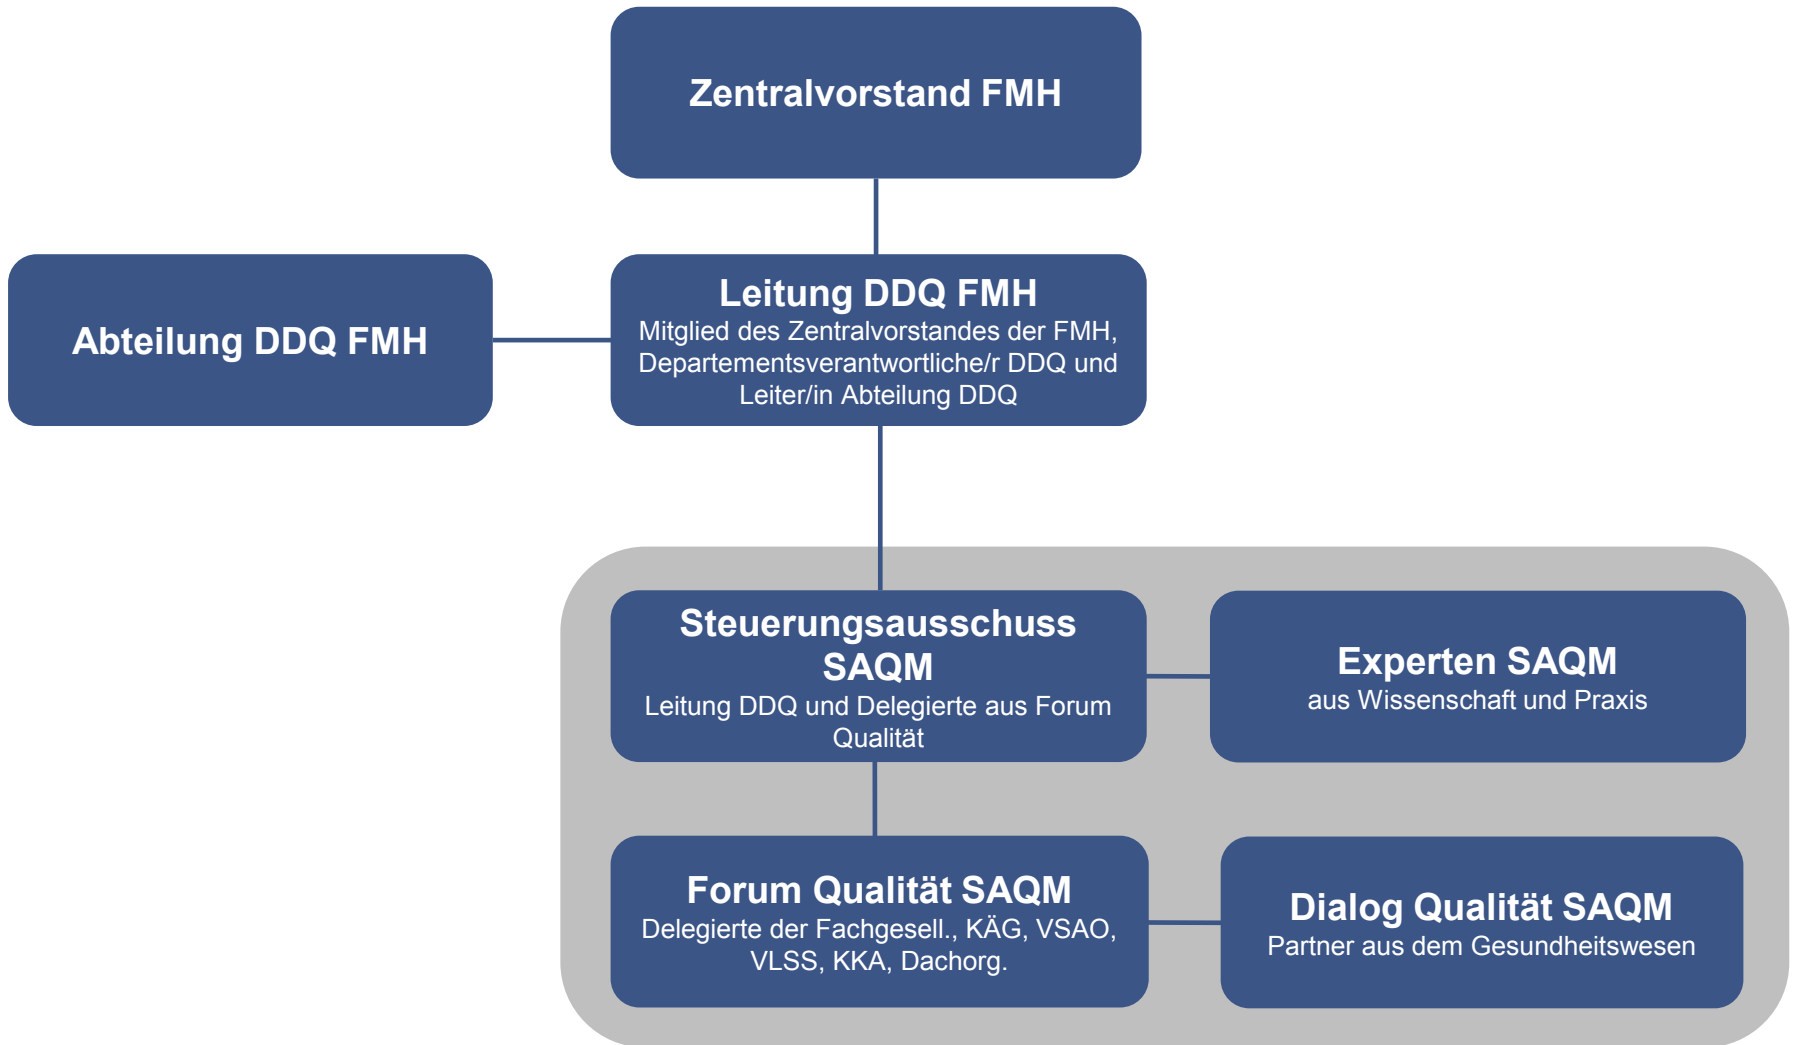 Zentralvorstand FMH
Abteilung DDQ FMH
Leitung DDQ FMH
Mitglied des Zentralvorstandes der FMH,
Departementsverantwortliche/r DDQ und
Leiter/in Abteilung DDQ
Steuerungsausschuss
SAQM
Leitung DDQ und Delegierte aus Forum
Qualität
Experten SAQM
aus Wissenschaft und Praxis
Forum Qualität SAQM
Delegierte der Fachgesell., KÄG, VSAO,
VLSS, KKA, Dachorg.
Dialog Qualität SAQM
Partner aus dem Gesundheitswesen